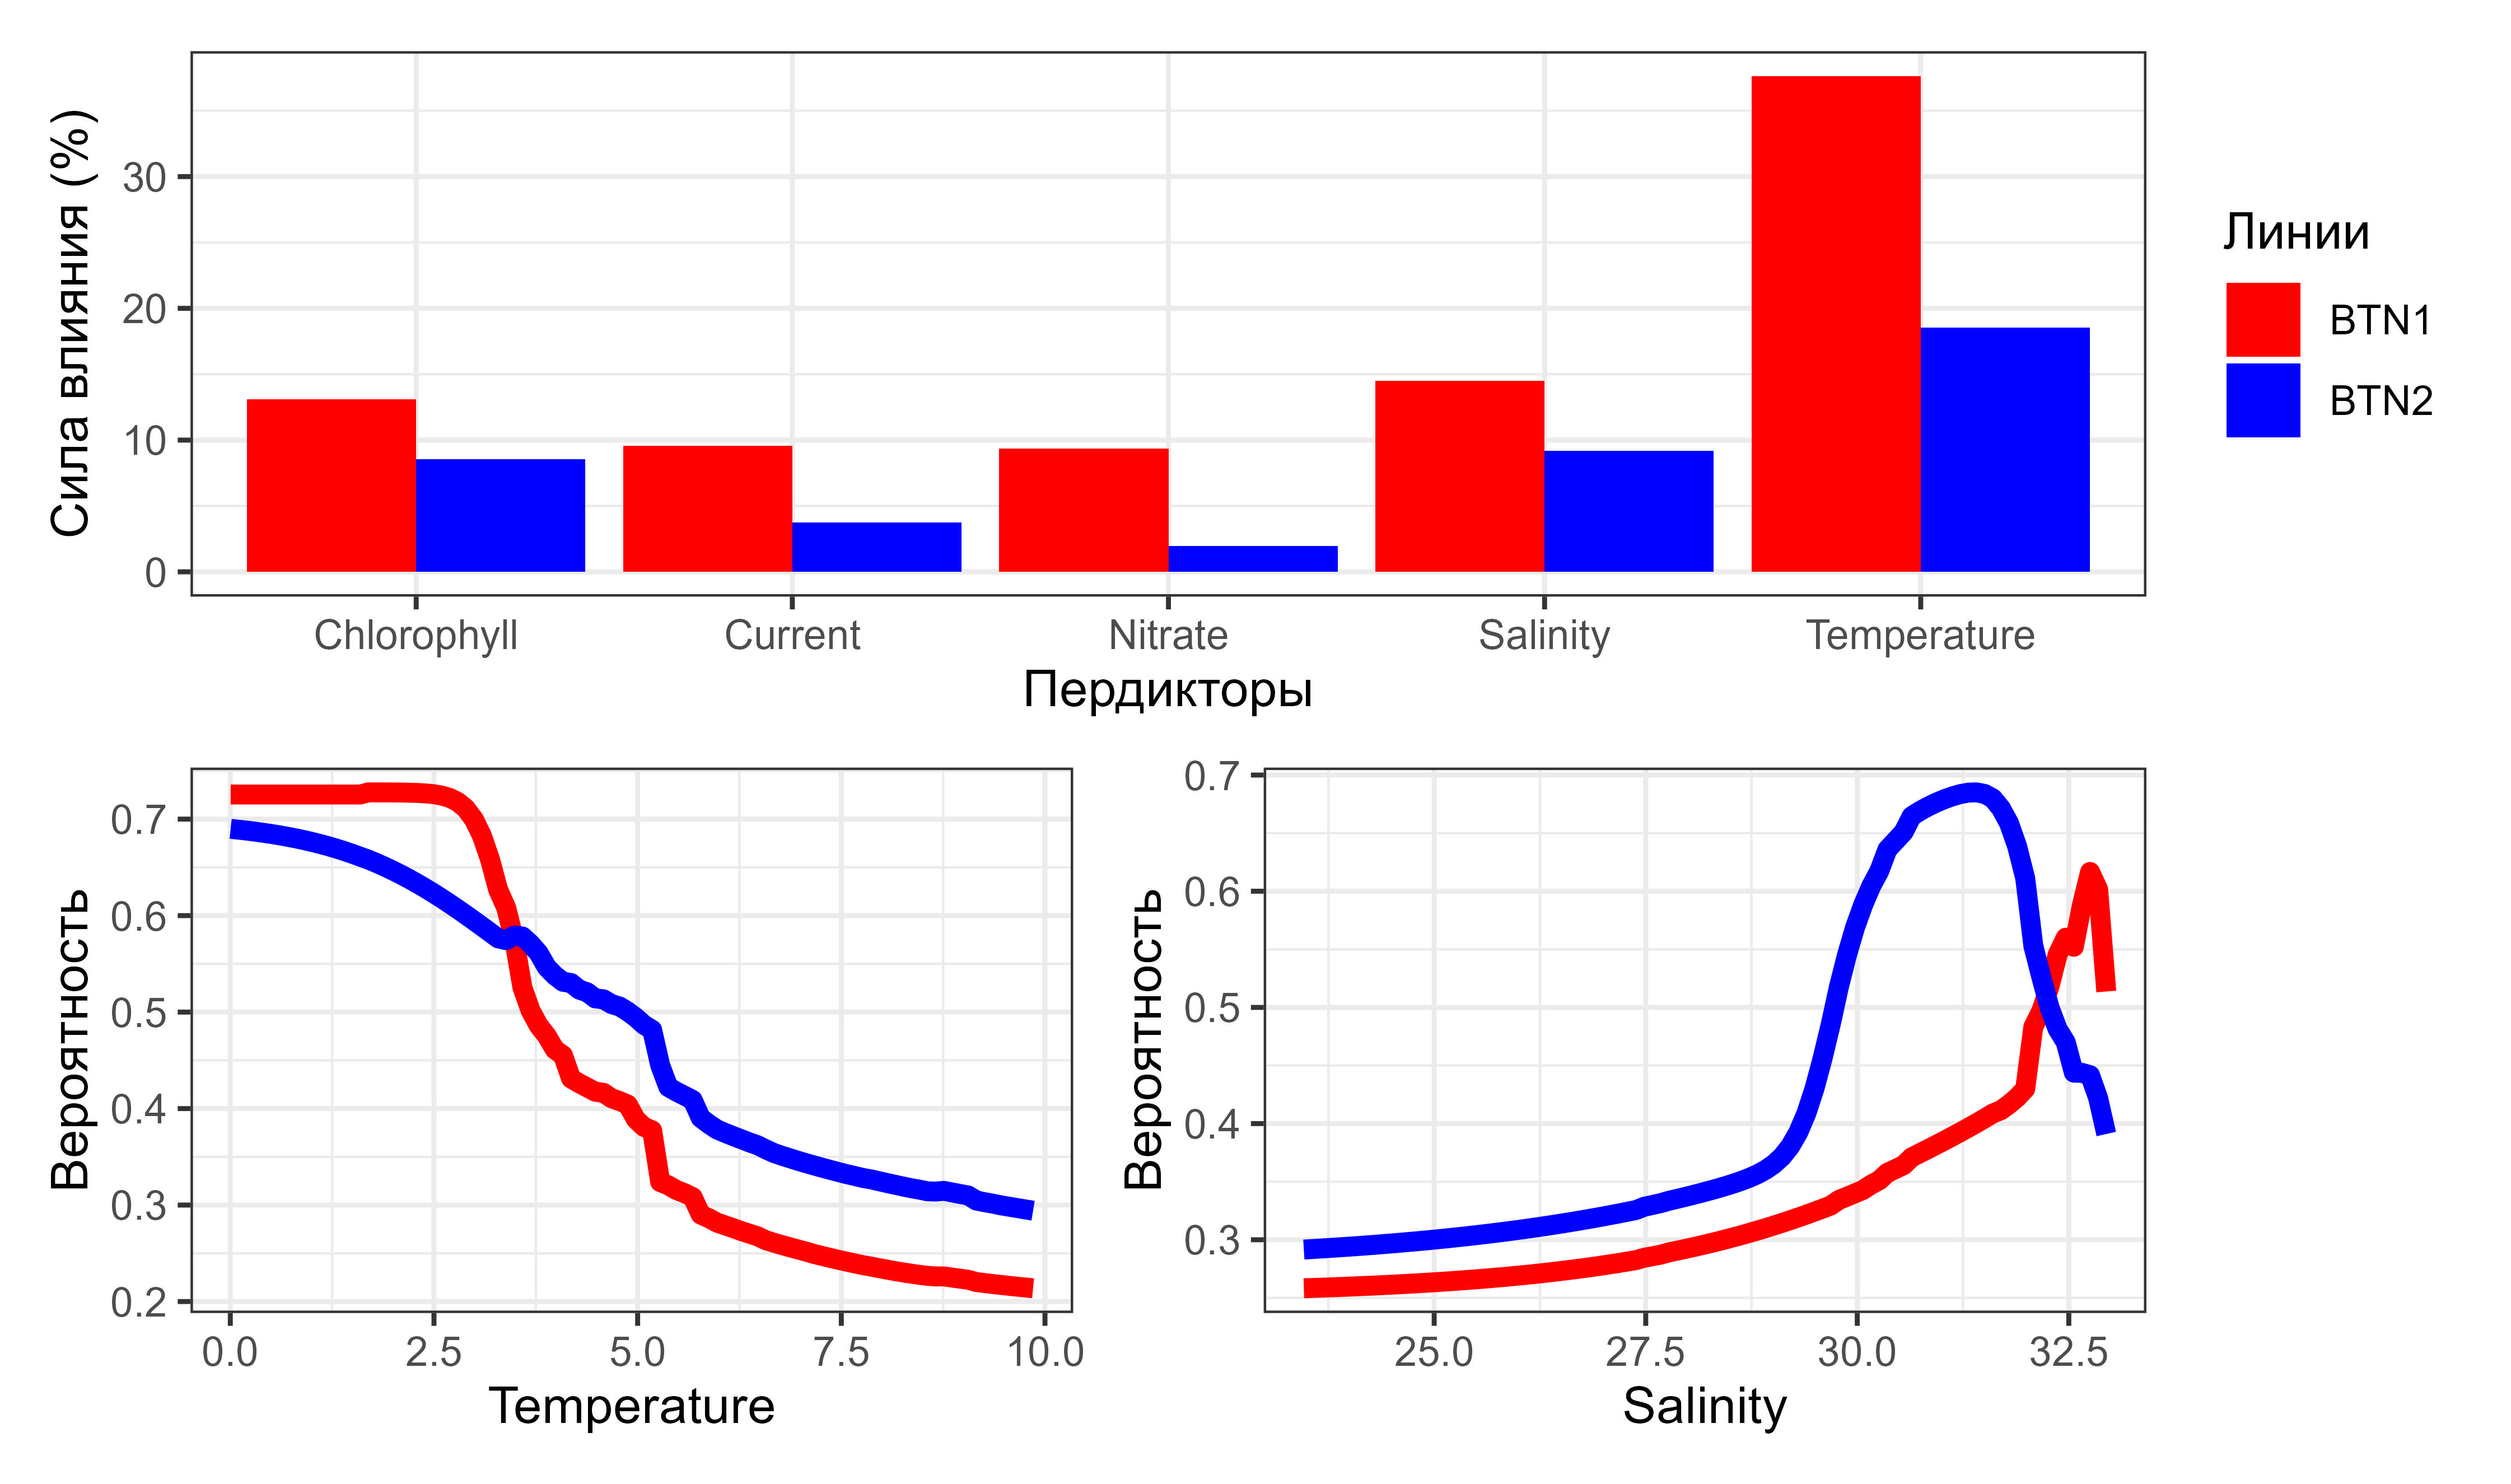 Сила влияния (%)
30
20
10
0
Chlorophyll Current Nitrate Salinity Temperature
Пердикторы
Линии
BTN1
BTN2
Вероятность
0.7
0.6
0.5
0.4
0.3
0.2
0.0 2.5 5.0 7.5 10.0
Temperature
Вероятность
0.7
0.6
0.5
0.4
0.3
25.0 27.5 30.0 32.5
Salinity